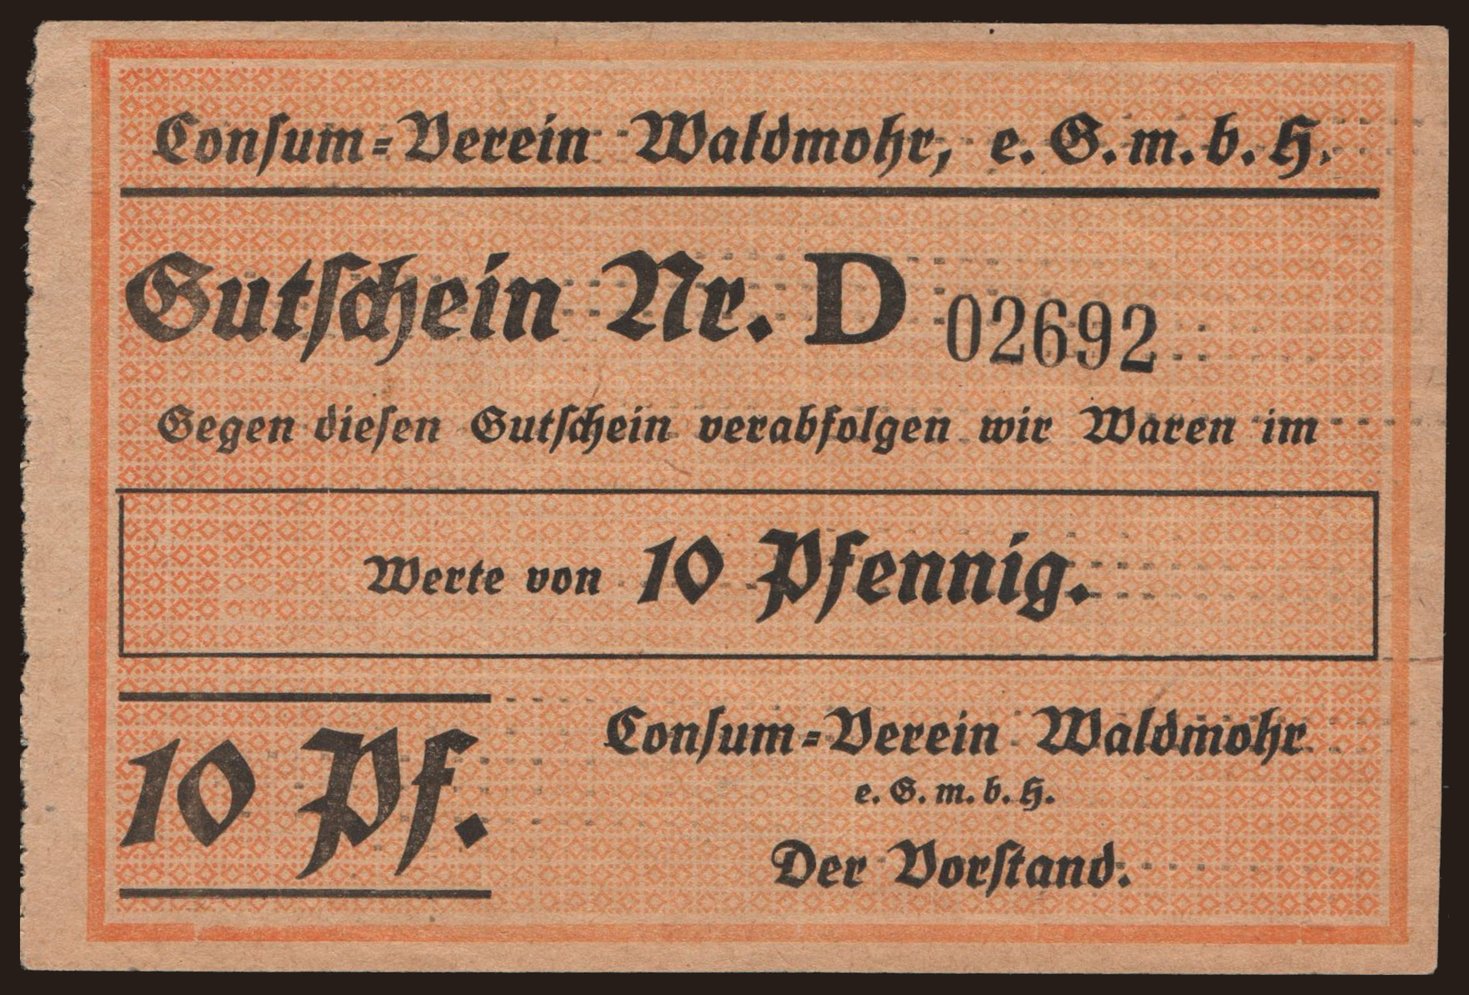 Consum-Verein Waldmohr, e. G. m. b. H.
Gutschein Nr. D 02692
Gegen diesen Gutschein verabfolgen wir Waren im
Werte von 10 Pfennig.
10 Pf.
Consum-Verein Waldmohr
e. G. m. b. H.
Der Vorstand.